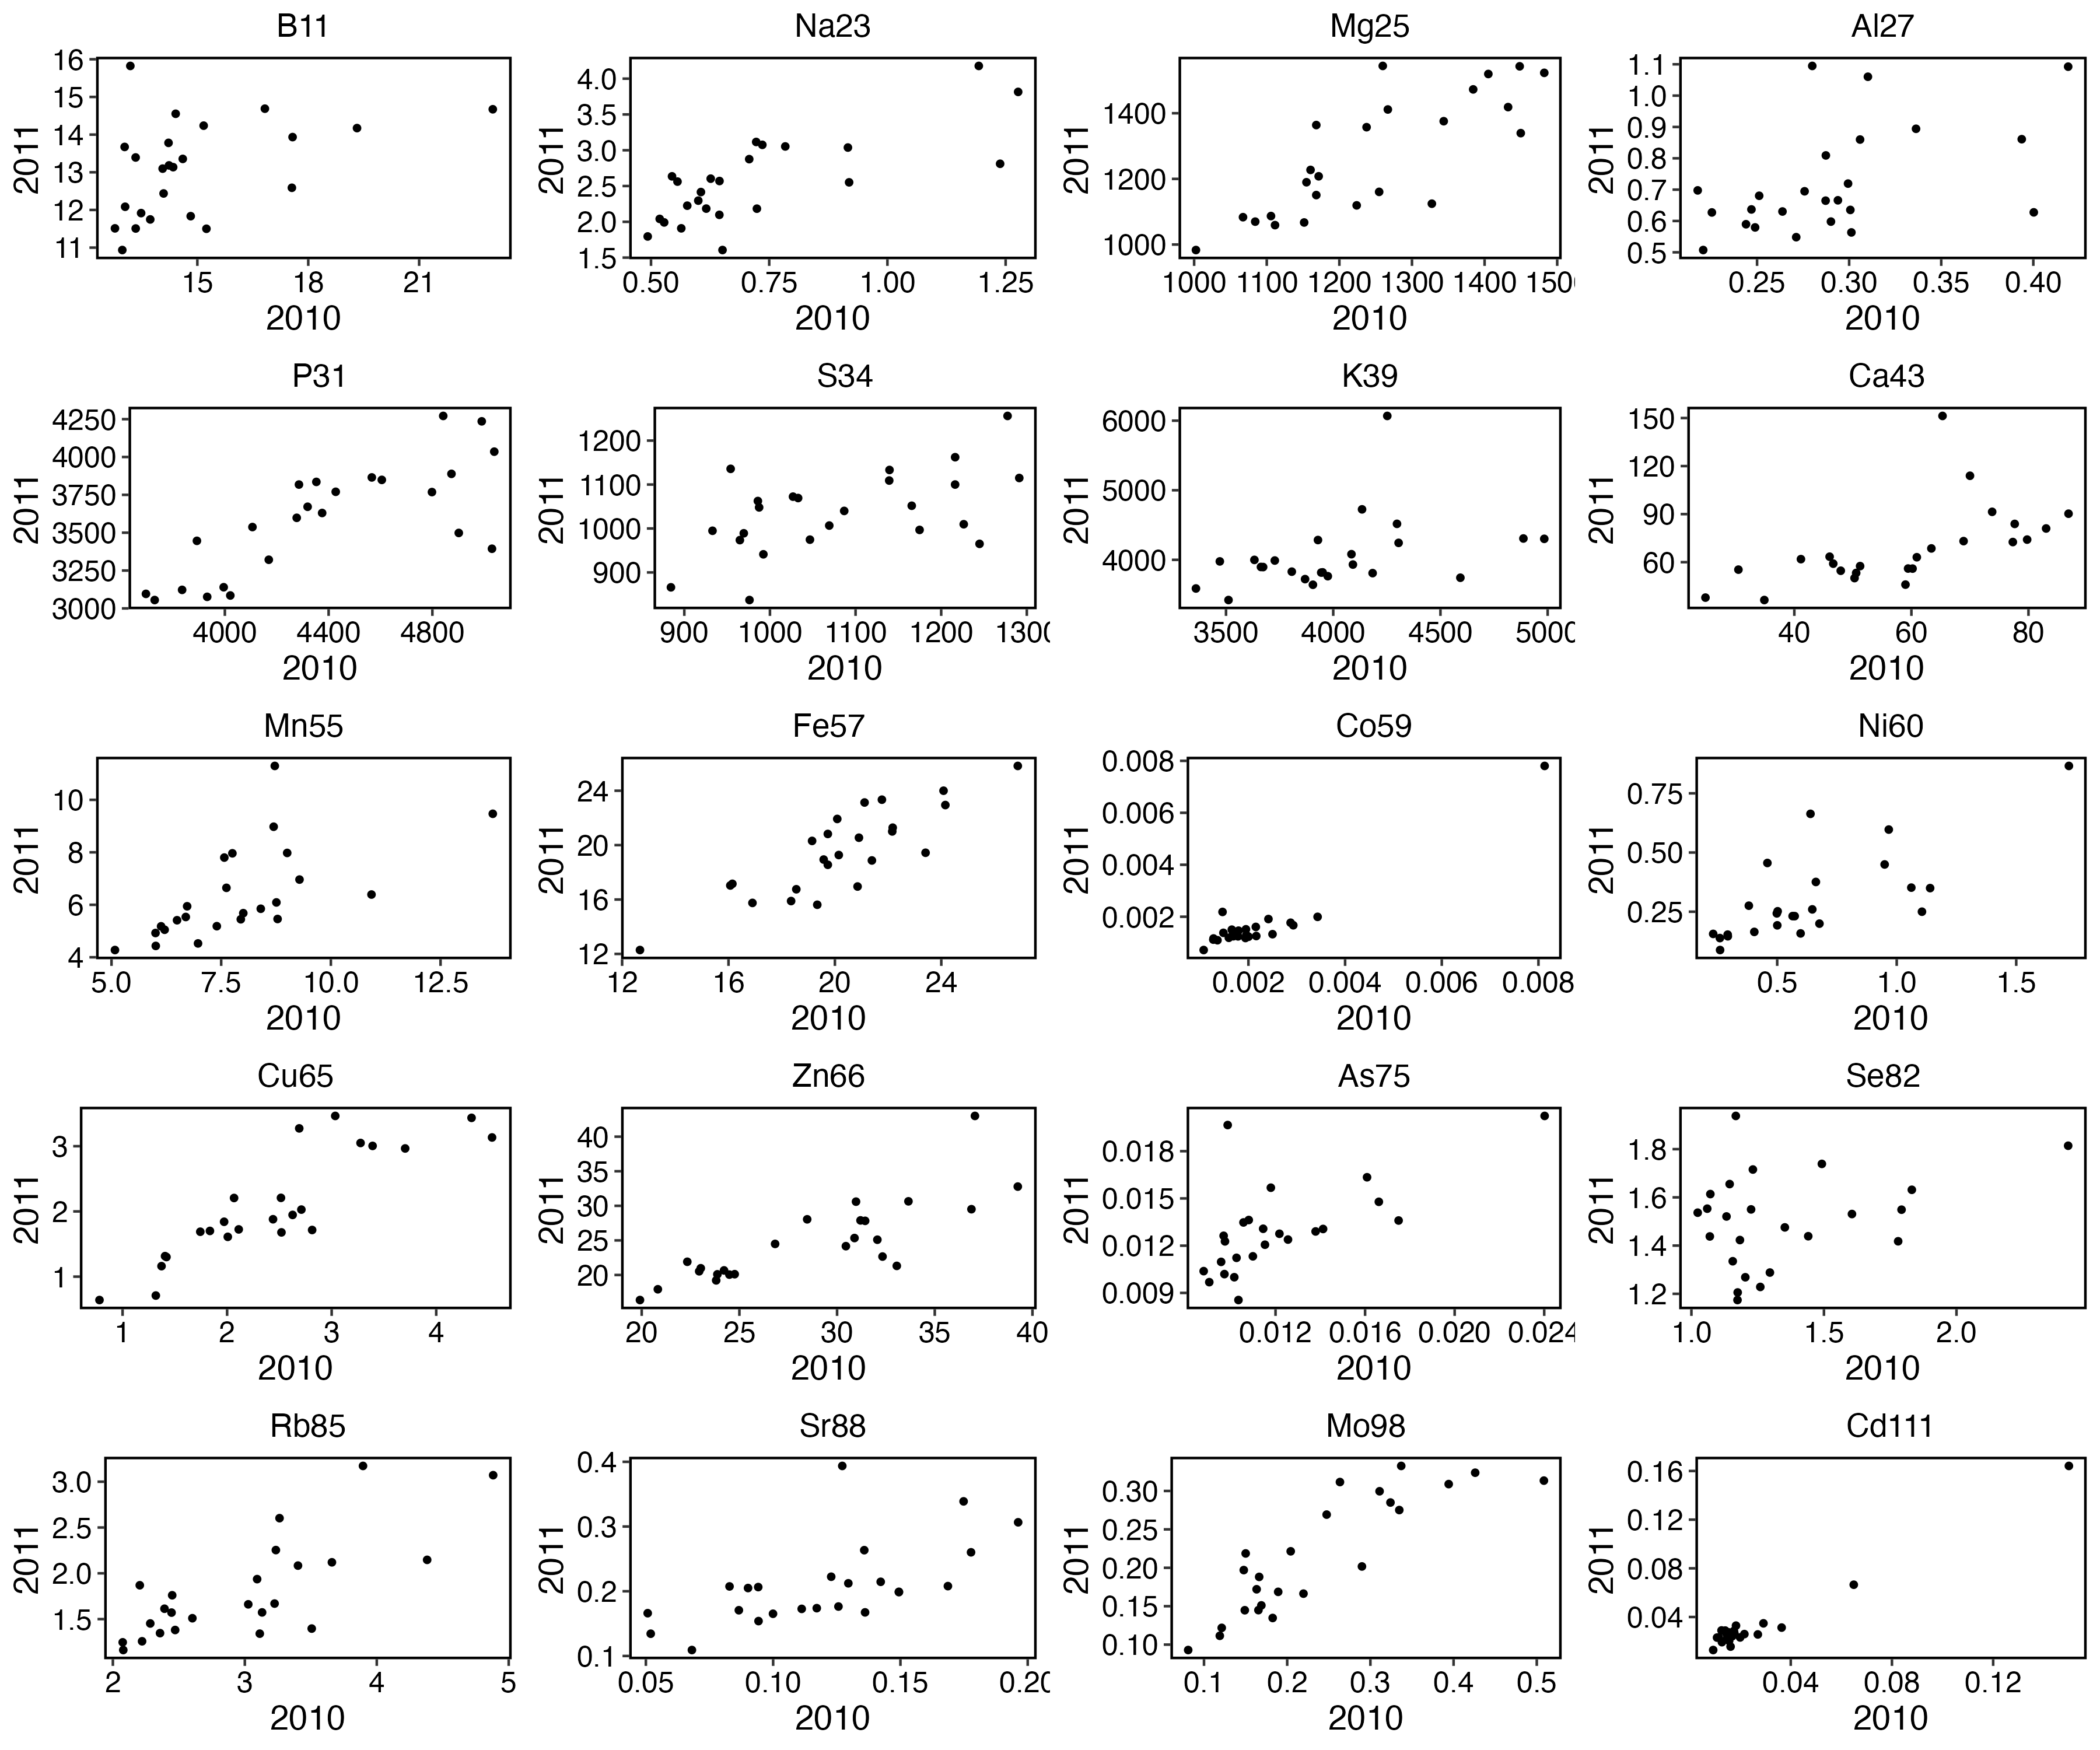 B11 Na23 Mg25 Al27
16 15 14 13 12 11 2011 15 18 21 2010
4.0 3.5 3.0 2.5 2.0 1.5 2011 0.50 0.75 1.00 1.25 2010
1400 1200 1000 2011 1000 1100 1200 1300 1400 150 2010
1.1 1.0 0.9 0.8 0.7 0.6 0.5 2011 0.25 0.30 0.35 0.40 2010
P31 S34 K39 Ca43
4250 4000 3750 3500 3250 3000 2011 4000 4400 4800 2010
1200 1100 1000 900 2011 900 1000 1100 1200 130 2010
6000 5000 4000 2011 3500 4000 4500 500 2010
150 120 90 60 2011 40 60 80 2010
Mn55 Fe57 Co59 Ni60
10 8 6 4 2011 5.0 7.5 10.0 12.5 2010
24 20 16 12 2011 12 16 20 24 2010
0.008 0.006 0.004 0.002 2011 0.002 0.004 0.006 0.008 2010
0.75 0.50 0.25 2011 0.5 1.0 1.5 2010
Cu65 Zn66 As75 Se82
3 2 1 2011 1 2 3 4 2010
40 35 30 25 20 2011 20 25 30 35 40 2010
0.018 0.015 0.012 0.009 2011 0.012 0.016 0.020 0.024 2010
1.8 1.6 1.4 1.2 2011 1.0 1.5 2.0 2010
Rb85 Sr88 Mo98 Cd111
3.0 2.5 2.0 1.5 2011 2 3 4 5 2010
0.4 0.3 0.2 0.1 2011 0.05 0.10 0.15 0.20 2010
0.30 0.25 0.20 0.15 0.10 2011 0.1 0.2 0.3 0.4 0.5 2010
0.16 0.12 0.08 0.04 2011 0.04 0.08 0.12 2010